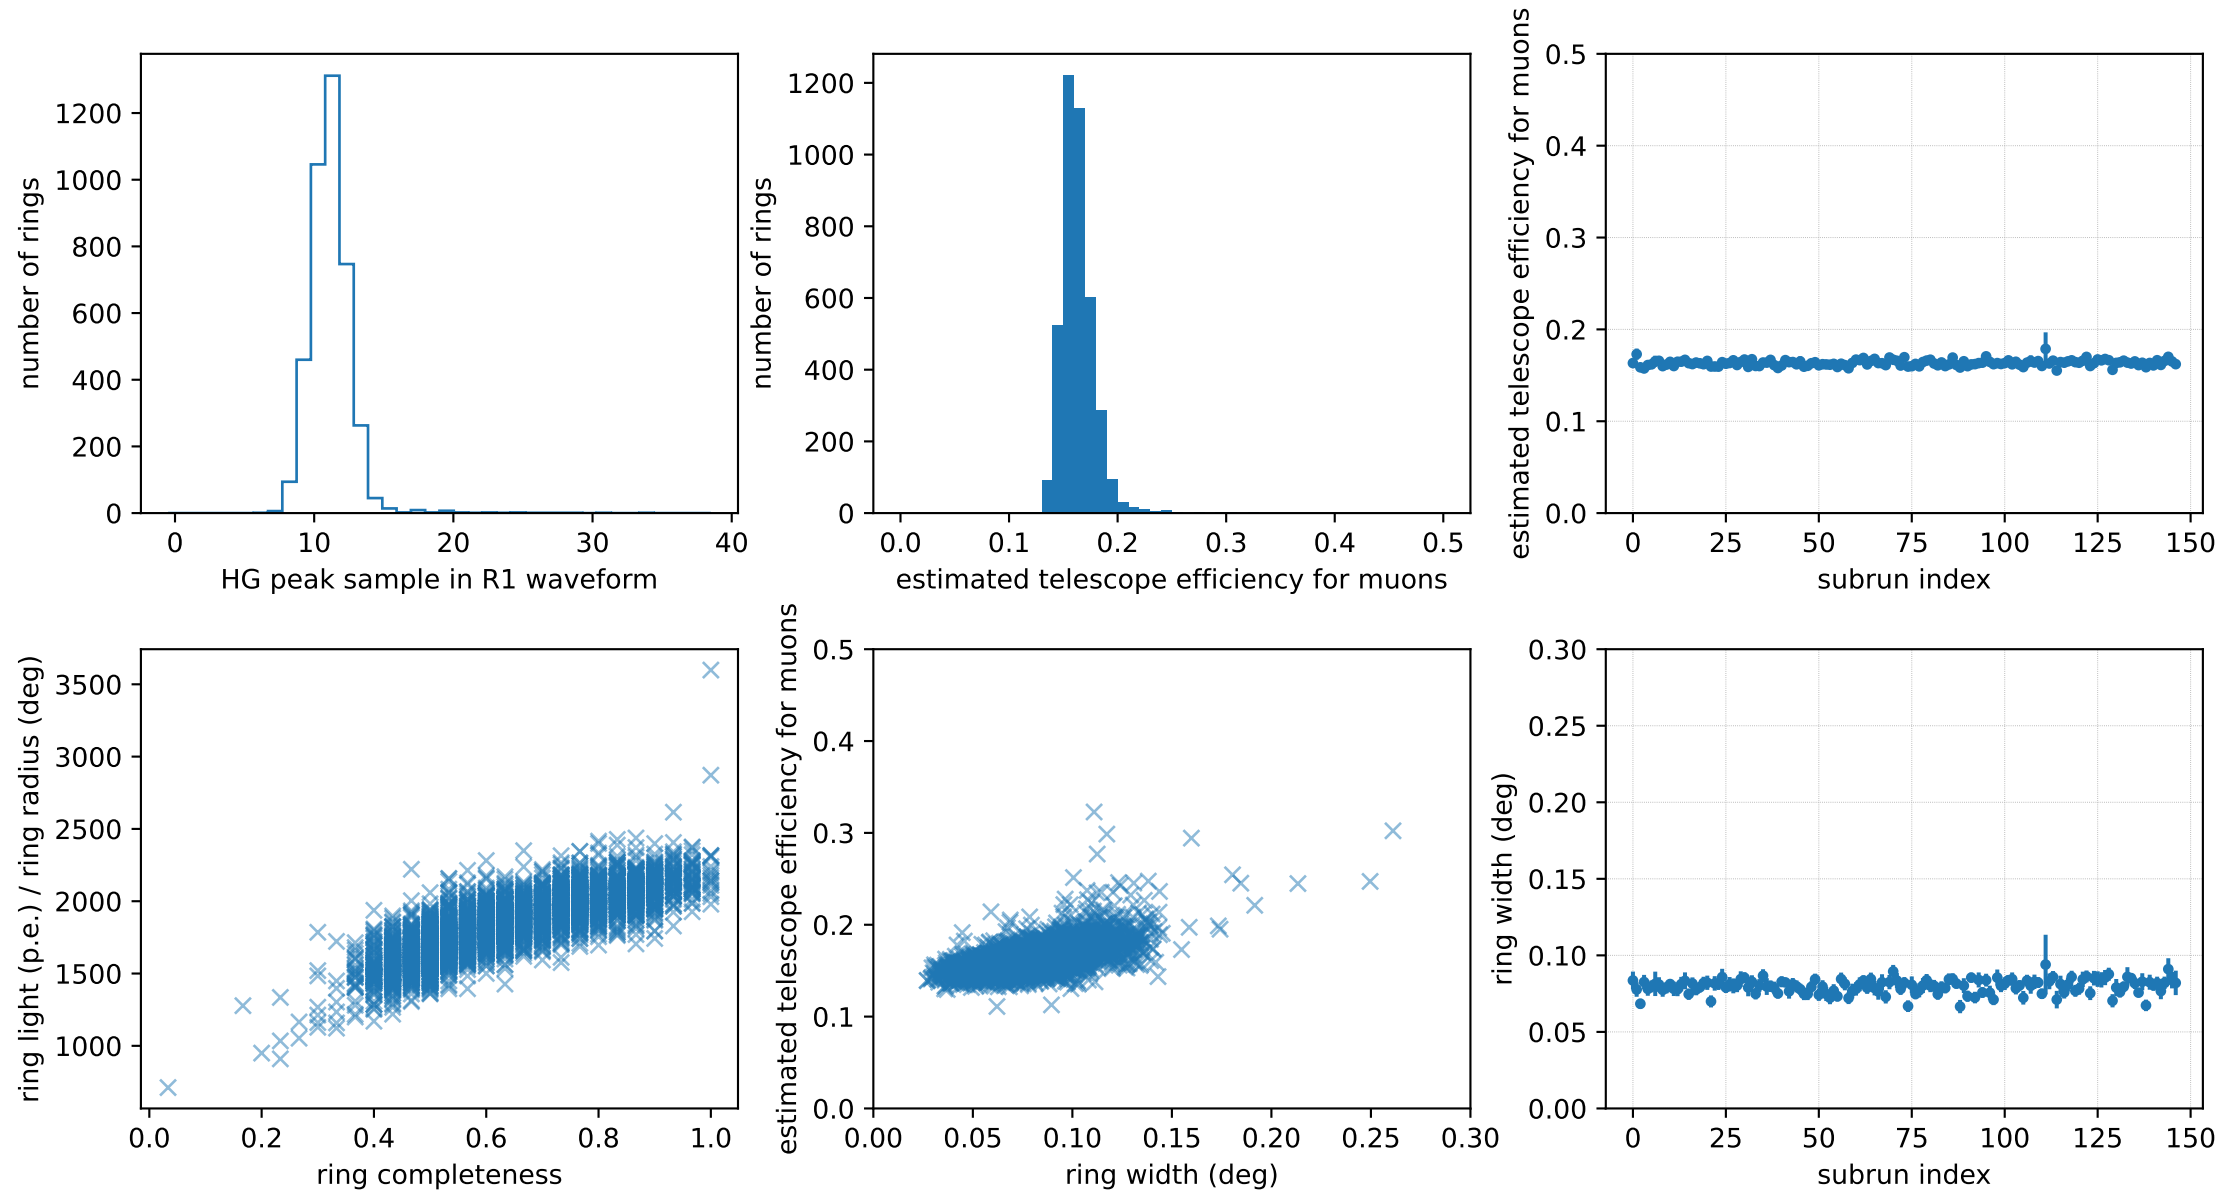 number of rings
1200
1000
800
600
400
200
0
0 10 20 30 40
HG peak sample in R1 waveform
number of rings
1200
1000
800
600
400
200
0
0.0 0.1 0.2 0.3 0.4 0.5
estimated telescope efficiency for muons
estimated telescope efficiency for muons
0.5
0.4
0.3
0.2
0.1
0.0
0 25 50 75 100 125 150
subrun index
ring light (p.e.) / ring radius (deg)
3500
3000
2500
2000
1500
1000
0.0 0.2 0.4 0.6 0.8 1.0
ring completeness
estimated telescope efficiency for muons
0.5
0.4
0.3
0.2
0.1
0.0
0.00 0.05 0.10 0.15 0.20 0.25 0.30
ring width (deg)
ring width (deg)
0.30
0.25
0.20
0.15
0.10
0.05
0.00
0 25 50 75 100 125 150
subrun index